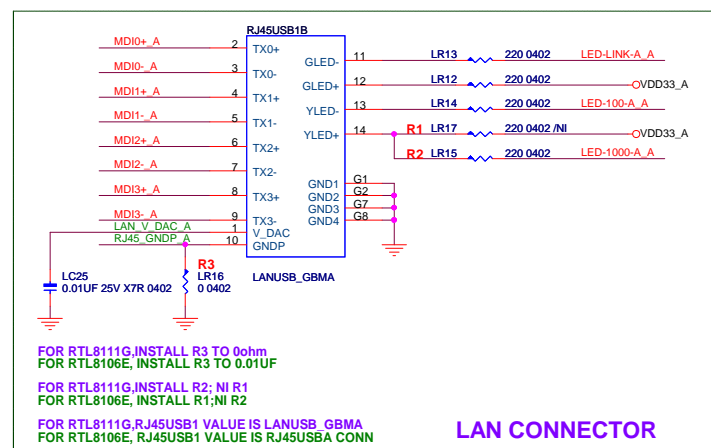 RJ45USB1B
MDI0+_A 2 TX0+
MDI0-_A 3 TX0-
MDI1+_A 4 TX1+
MDI1-_A 5 TX1-
MDI2+_A 6 TX2+
MDI2-_A 7 TX2-
MDI3+_A 8 TX3+
MDI3-_A 9 TX3-
LAN_V_DAC_A 1 V_DAC
RJ45_GNDP_A 10 GNDP
GLED- 11 LR13 220 0402 LED-LINK-A_A
GLED+ 12 LR12 220 0402 VDD33_A
YLED- 13 LR14 220 0402 LED-100-A_A
YLED+ 14 R1 LR17 220 0402 /NI VDD33_A
R2 LR15 220 0402 LED-1000-A_A
GND1 G1
GND2 G2
GND3 G7
GND4 G8
LC25
0.01UF 25V X7R 0402
R3
LR16
0 0402
LANUSB_GBMA
FOR RTL8111G,INSTALL R3 TO 0ohm
FOR RTL8106E, INSTALL R3 TO 0.01UF
FOR RTL8111G,INSTALL R2; NI R1
FOR RTL8106E, INSTALL R1;NI R2
FOR RTL8111G,RJ45USB1 VALUE IS LANUSB_GBMA
FOR RTL8106E, RJ45USB1 VALUE IS RJ45USBA CONN
LAN CONNECTOR